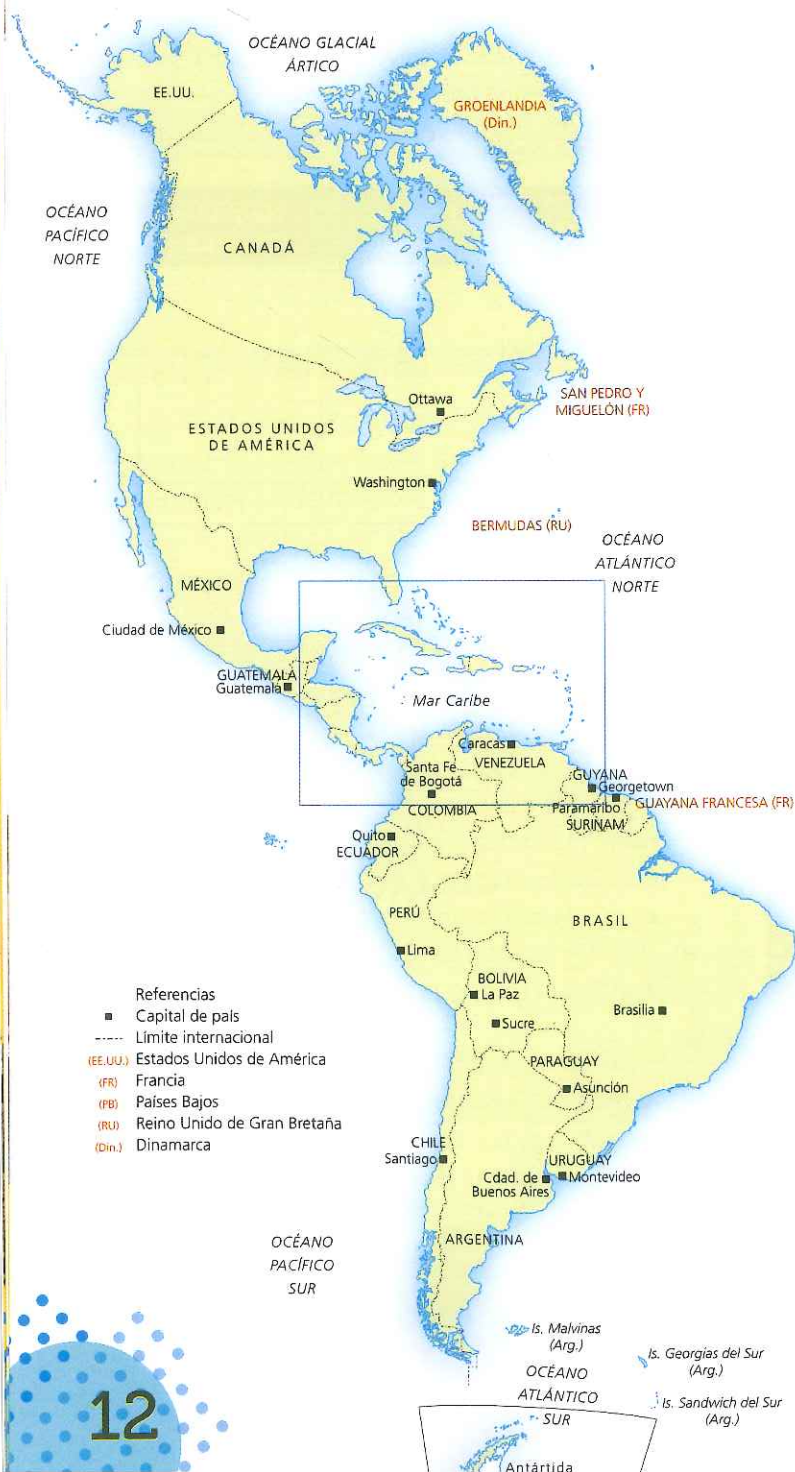 OCÉANO GLACIAL
ÁRTICO
EE.UU.
GROENLANDIA
(Din.)
OCÉANO
PACÍFICO
NORTE
CANADÁ
Ottawa
SAN PEDRO Y
MIGUELÓN (FR)
ESTADOS UNIDOS
DE AMÉRICA
Washington
BERMUDAS (RU)
OCÉANO
ATLÁNTICO
NORTE
MÉXICO
Ciudad de México
GUATEMALA
Guatemala
Mar Caribe
Caracas
VENEZUELA
Santa Fe
de Bogotá
COLOMBIA
GUYANA
Georgetown
Paramaribo
GUAYANA FRANCESA (FR)
SURINAM
Quito
ECUADOR
PERÚ
Lima
BRASIL
BOLIVIA
La Paz
Sucre
Brasilia
PARAGUAY
Asunción
CHILE
Santiago
URUGUAY
Montevideo
Cdad. de
Buenos Aires
ARGENTINA
Referencias
Capital de país
Límite internacional
(EE.UU.) Estados Unidos de América
(FR) Francia
(PB) Países Bajos
(RU) Reino Unido de Gran Bretaña
(Din.) Dinamarca
OCÉANO
PACÍFICO
SUR
Is. Malvinas
(Arg.)
OCÉANO
ATLÁNTICO
SUR
Is. Georgias del Sur
(Arg.)
Is. Sandwich del Sur
(Arg.)
Antártida
12